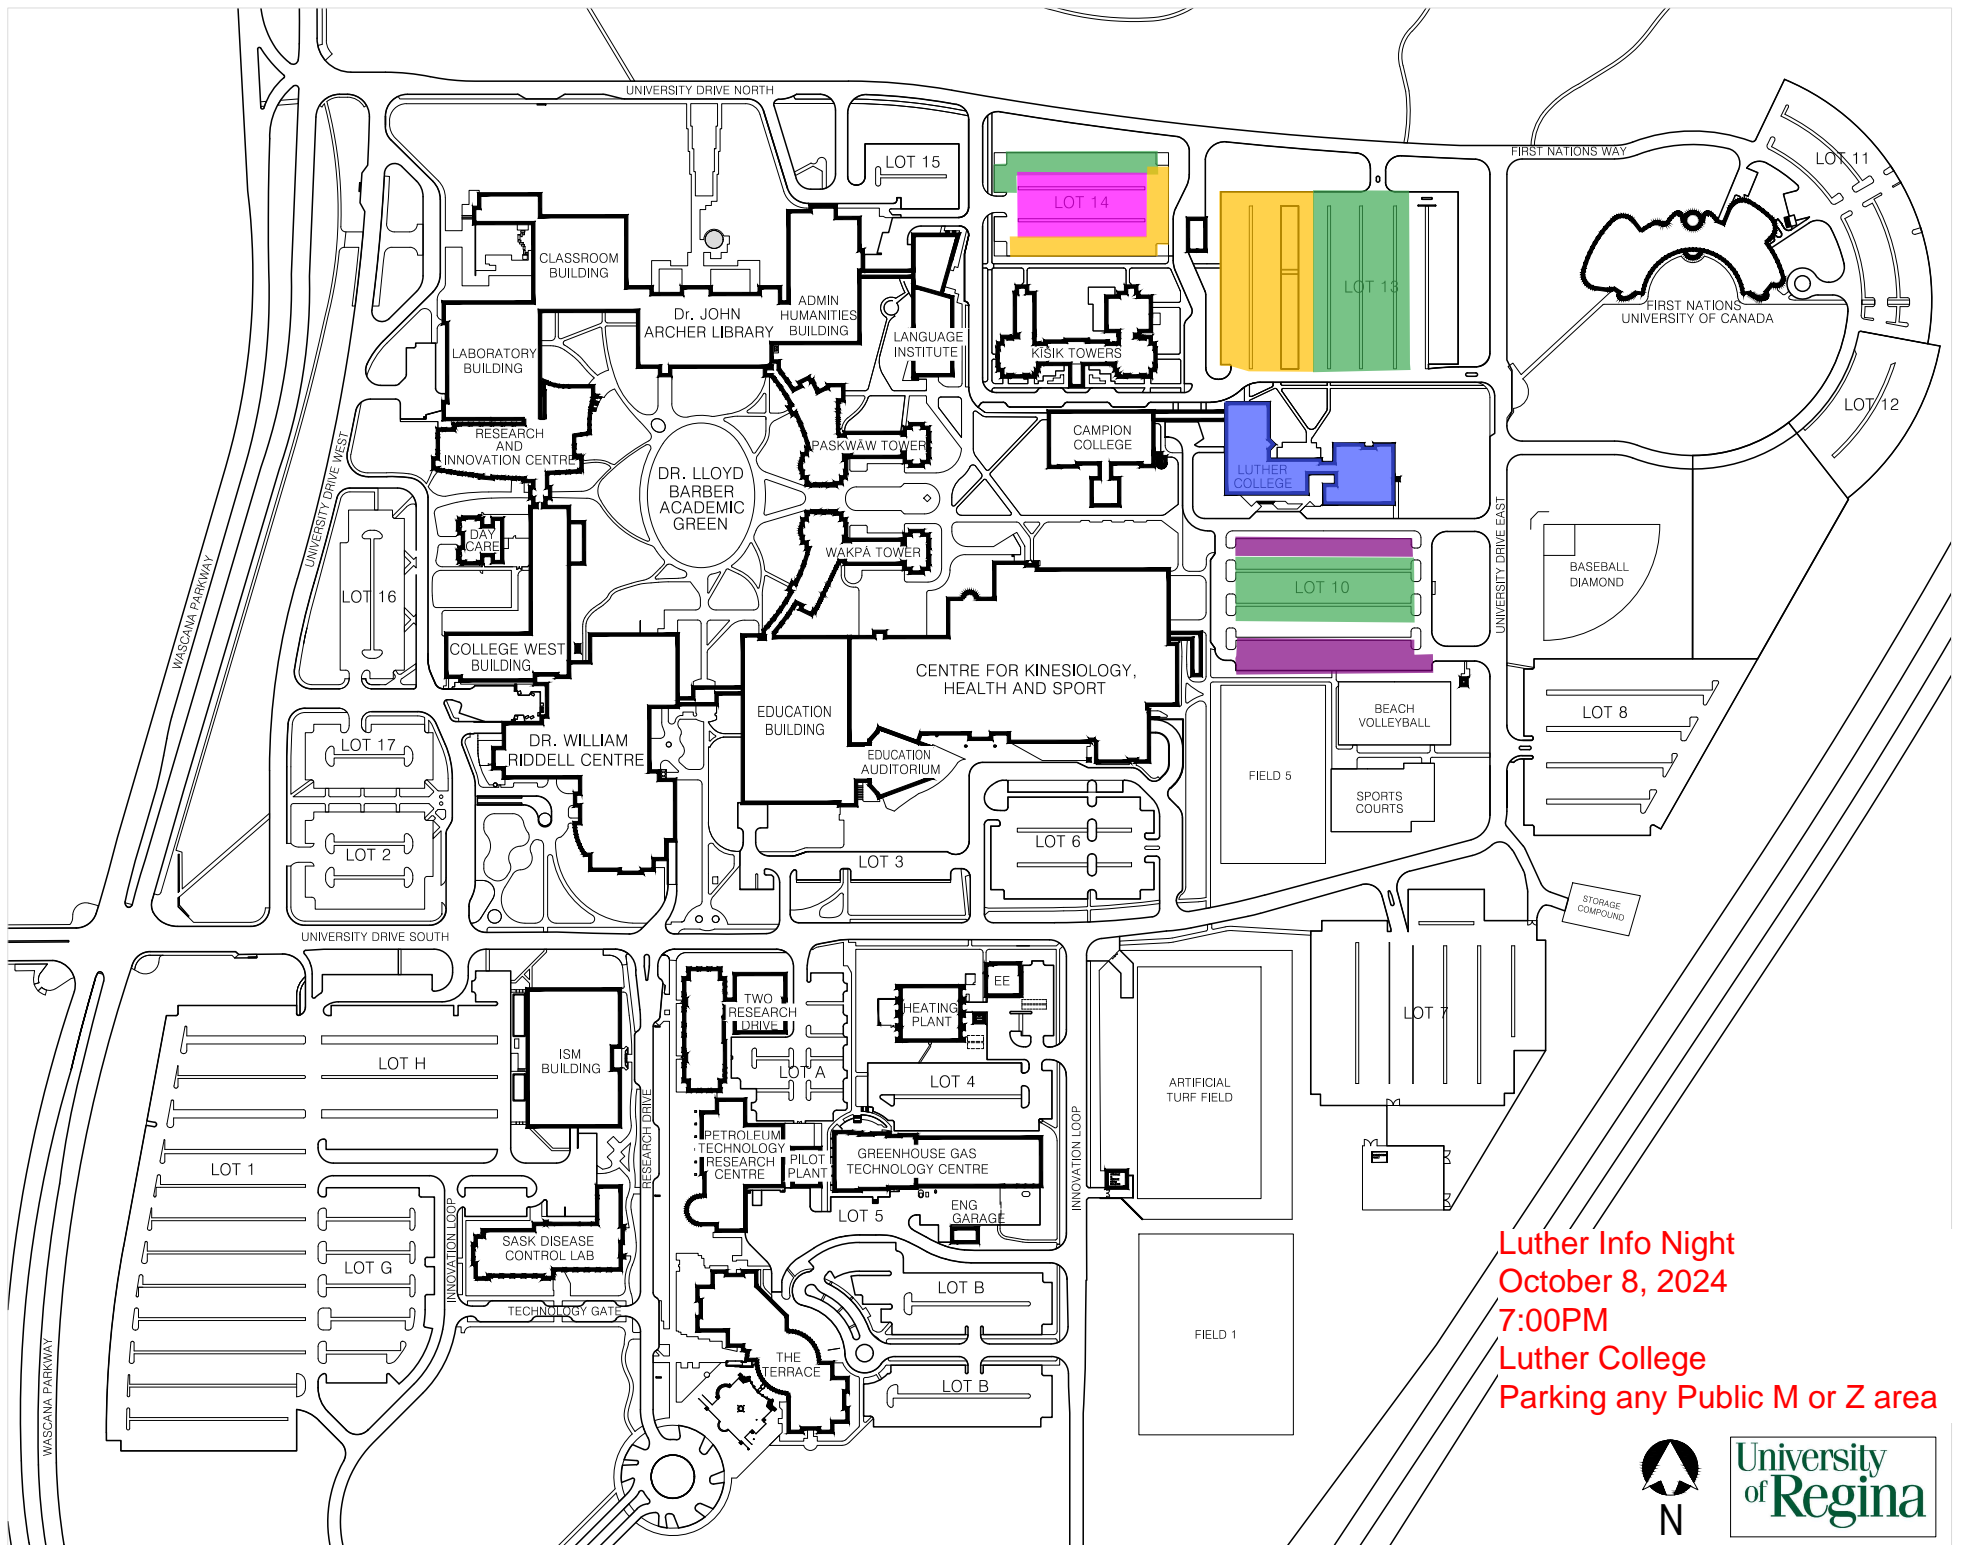 UNIVERSITY DRIVE NORTH
FIRST NATIONS WAY
LOT 15
LOT 11
LOT 14
CLASSROOM
BUILDING
ADMIN
HUMANITIES
BUILDING
Dr. JOHN
ARCHER LIBRARY
LANGUAGE
INSTITUTE
KĪSIK TOWERS
LOT 13
FIRST NATIONS
UNIVERSITY OF CANADA
LABORATORY
BUILDING
LOT 12
RESEARCH
AND
INNOVATION CENTRE
PASKWĀW TOWER
CAMPION
COLLEGE
LUTHER
COLLEGE
DR. LLOYD
BARBER
ACADEMIC
GREEN
UNIVERSITY DRIVE WEST
UNIVERSITY DRIVE EAST
WASCANA PARKWAY
DAY
CARE
WAKPĀ TOWER
BASEBALL
DIAMOND
LOT 16
LOT 10
COLLEGE WEST
BUILDING
CENTRE FOR KINESIOLOGY,
HEALTH AND SPORT
EDUCATION
BUILDING
BEACH
VOLLEYBALL
LOT 8
LOT 17
DR. WILLIAM
RIDDELL CENTRE
EDUCATION
AUDITORIUM
FIELD 5
SPORTS
COURTS
LOT 2
LOT 3
LOT 6
STORAGE
COMPOUND
UNIVERSITY DRIVE SOUTH
TWO
RESEARCH
DRIVE
HEATING
PLANT
EE
LOT 7
LOT H
ISM
BUILDING
LOT A
LOT 4
ARTIFICIAL
TURF FIELD
RESEARCH DRIVE
INNOVATION LOOP
LOT 1
PETROLEUM
TECHNOLOGY
RESEARCH
CENTRE
PILOT
PLANT
GREENHOUSE GAS
TECHNOLOGY CENTRE
INNOVATION LOOP
LOT 5
ENG
GARAGE
SASK DISEASE
CONTROL LAB
LOT G
LOT B
TECHNOLOGY GATE
FIELD 1
THE
TERRACE
LOT B
WASCANA PARKWAY
Luther Info Night
October 8, 2024
7:00PM
Luther College
Parking any Public M or Z area
N
University
of Regina